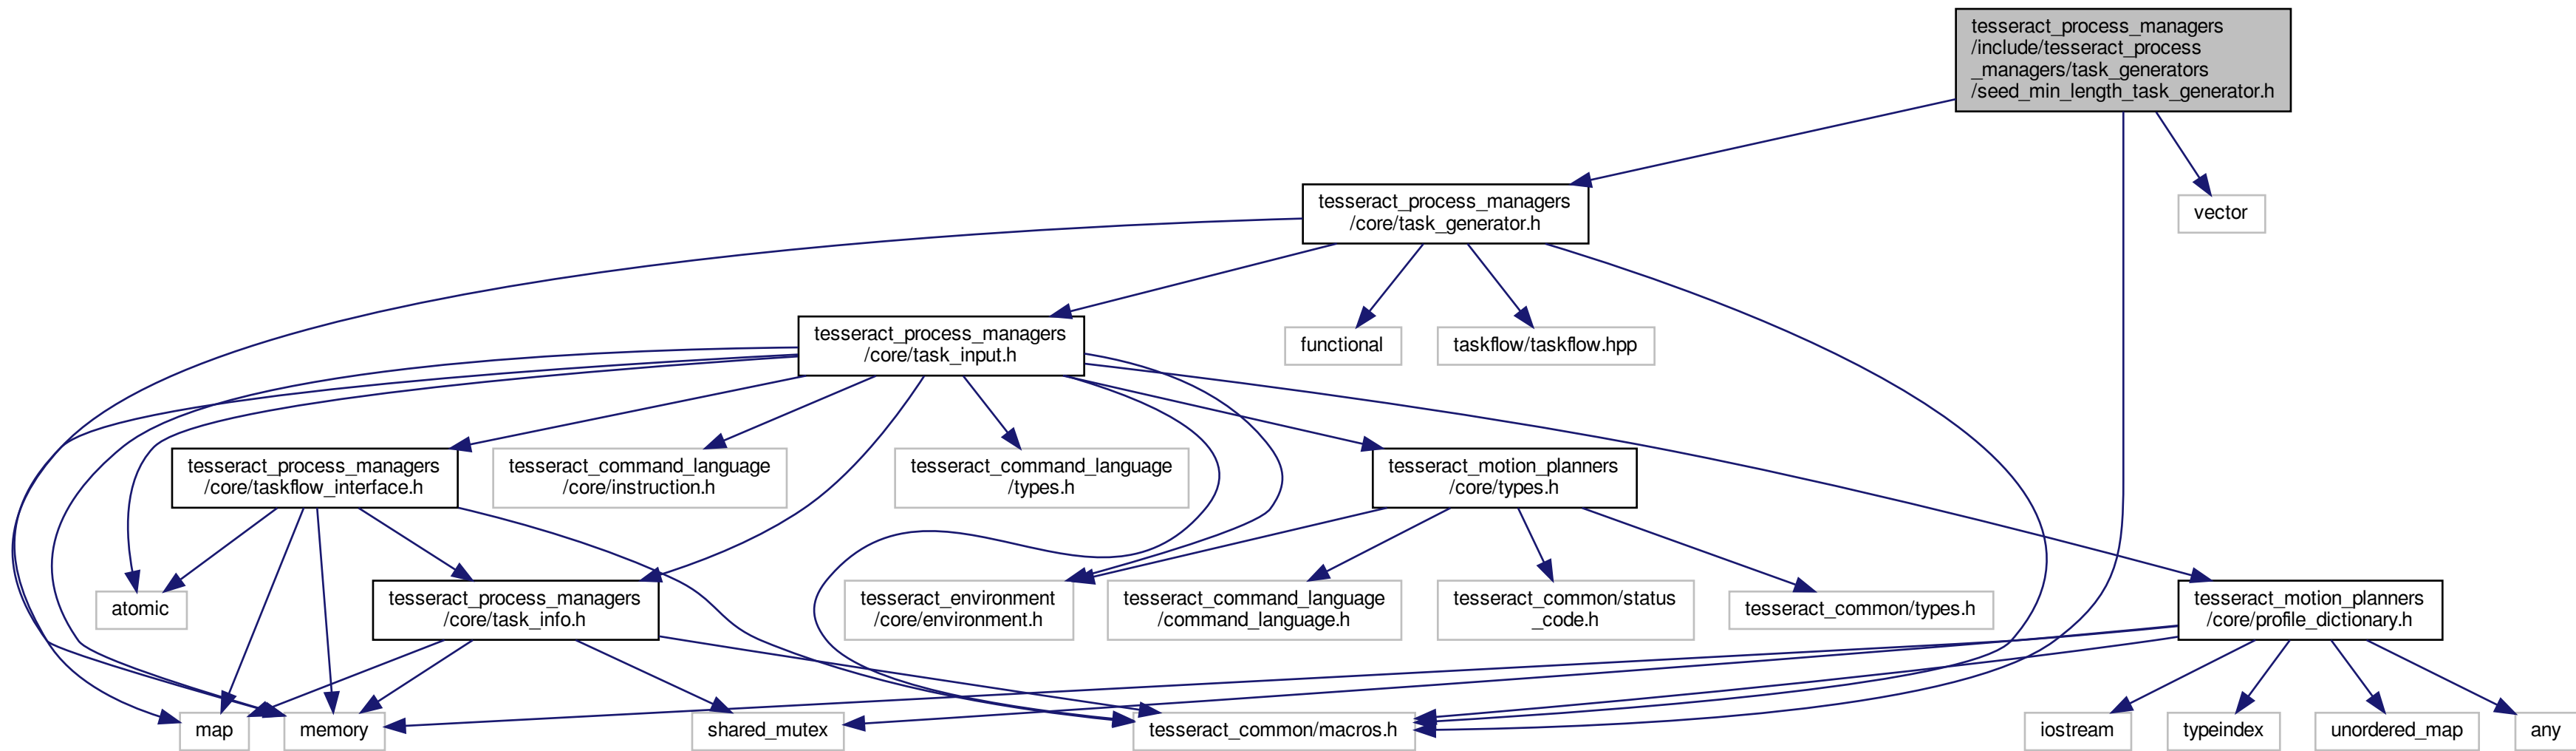 tesseract_process_managers
/include/tesseract_process
_managers/task_generators
/seed_min_length_task_generator.h
tesseract_process_managers
/core/task_generator.h
vector
tesseract_process_managers
/core/task_input.h
functional
taskflow/taskflow.hpp
tesseract_process_managers
/core/taskflow_interface.h
tesseract_command_language
/core/instruction.h
tesseract_command_language
/types.h
tesseract_motion_planners
/core/types.h
atomic
tesseract_process_managers
/core/task_info.h
tesseract_environment
/core/environment.h
tesseract_command_language
/command_language.h
tesseract_common/status
_code.h
tesseract_common/types.h
tesseract_motion_planners
/core/profile_dictionary.h
map
memory
shared_mutex
tesseract_common/macros.h
iostream
typeindex
unordered_map
any